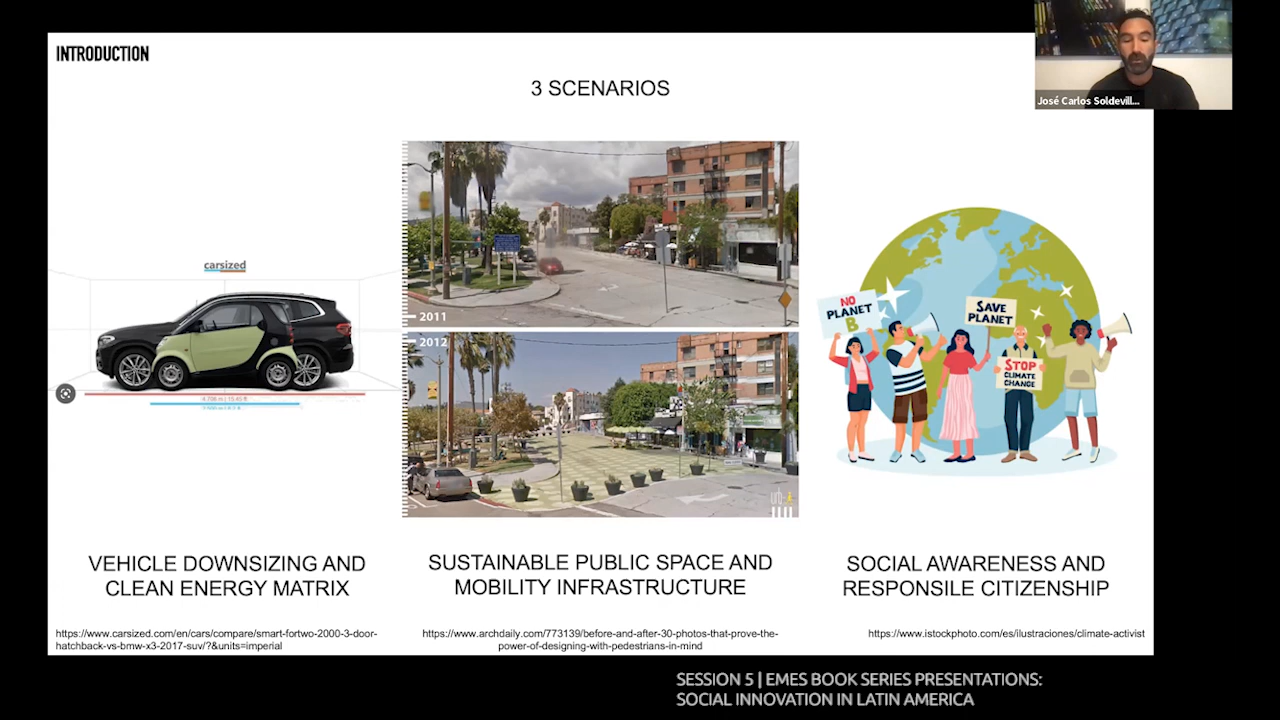 INTRODUCTION
3 SCENARIOS
José Carlos Soldevill...
carsized
2011
2012
NO
PLANET
B
SAVE
PLANET
STOP
CLIMATE
CHANGE
VEHICLE DOWNSIZING AND
CLEAN ENERGY MATRIX
SUSTAINABLE PUBLIC SPACE AND
MOBILITY INFRASTRUCTURE
SOCIAL AWARENESS AND
RESPONSILE CITIZENSHIP
https://www.carsized.com/en/cars/compare/smart-fortwo-2000-3-door-
hatchback-vs-bmw-x3-2017-suv/?&units=imperial
https://www.archdaily.com/773139/before-and-after-30-photos-that-prove-the-
power-of-designing-with-pedestrians-in-mind
https://www.istockphoto.com/es/ilustraciones/climate-activist
SESSION 5 | EMES BOOK SERIES PRESENTATIONS:
SOCIAL INNOVATION IN LATIN AMERICA